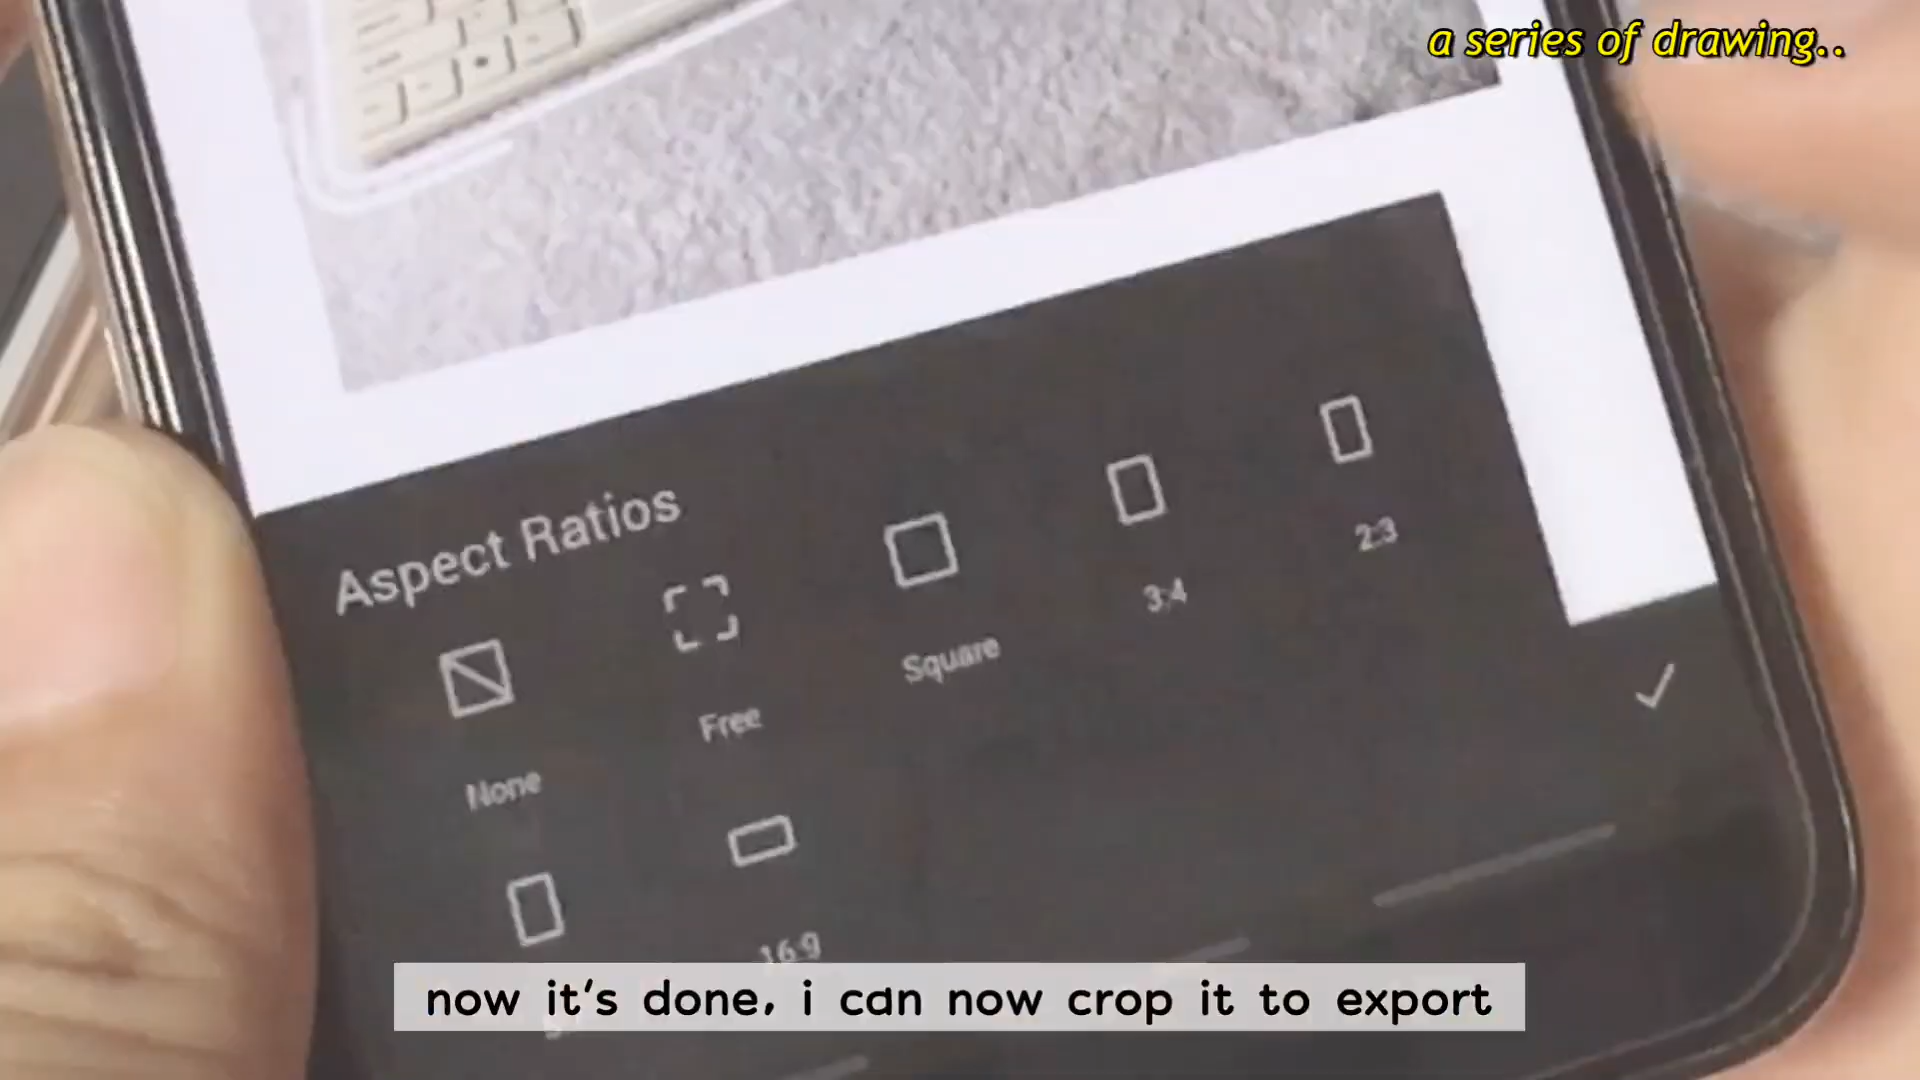 a series of drawing..
Aspect Ratios
None
Free
Square
3:4
2:3
16:9
now it's done, i can now crop it to export